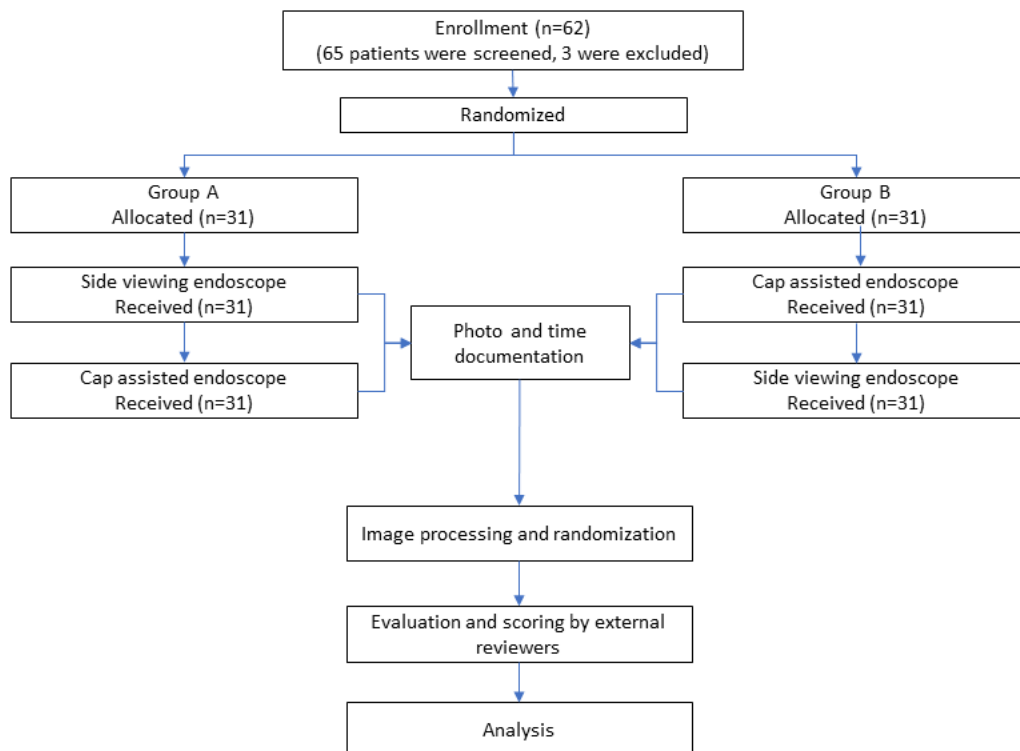 Enrollment (n=62)
(65 patients were screened, 3 were excluded)
Randomized
Group A
Allocated (n=31)
Group B
Allocated (n=31)
Side viewing endoscope
Received (n=31)
Cap assisted endoscope
Received (n=31)
Photo and time
documentation
Cap assisted endoscope
Received (n=31)
Side viewing endoscope
Received (n=31)
Image processing and randomization
Evaluation and scoring by external
reviewers
Analysis